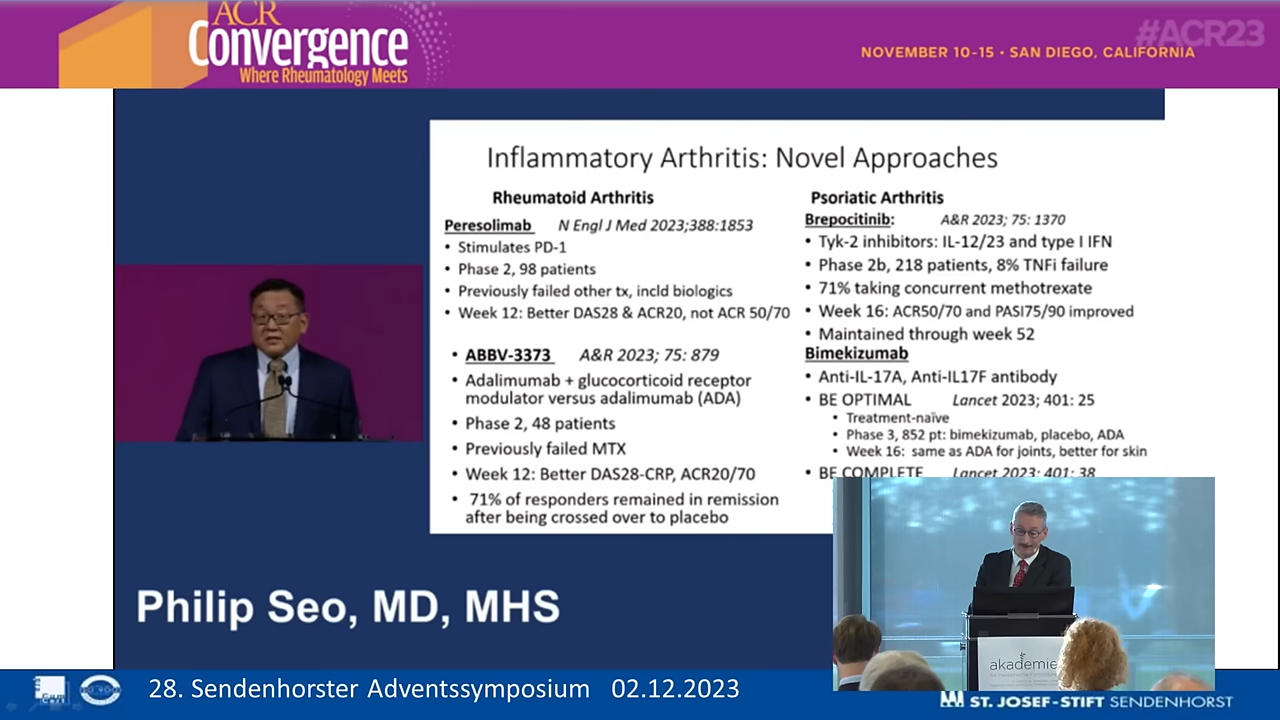 ACR
Convergence
Where Rheumatology Meets
#ACR23
NOVEMBER 10-15 • SAN DIEGO, CALIFORNIA
Inflammatory Arthritis: Novel Approaches
Rheumatoid Arthritis
Peresolimab N Engl J Med 2023;388:1853
• Stimulates PD-1
• Phase 2, 98 patients
• Previously failed other tx, incld biologics
• Week 12: Better DAS28 & ACR20, not ACR 50/70
• ABBV-3373 A&R 2023; 75: 879
• Adalimumab + glucocorticoid receptor
modulator versus adalimumab (ADA)
• Phase 2, 48 patients
• Previously failed MTX
• Week 12: Better DAS28-CRP, ACR20/70
• 71% of responders remained in remission
after being crossed over to placebo
Psoriatic Arthritis
Brepocitinib: A&R 2023; 75: 1370
• Tyk-2 inhibitors: IL-12/23 and type I IFN
• Phase 2b, 218 patients, 8% TNFi failure
• 71% taking concurrent methotrexate
• Week 16: ACR50/70 and PASI75/90 improved
• Maintained through week 52
Bimekizumab
• Anti-IL-17A, Anti-IL17F antibody
• BE OPTIMAL Lancet 2023; 401: 25
• Treatment-naïve
• Phase 3, 852 pt: bimekizumab, placebo, ADA
• Week 16: same as ADA for joints, better for skin
• BE COMPLETE Lancet 2023; 401: 38
Philip Seo, MD, MHS
akademie
28. Sendenhorster Adventssymposium 02.12.2023
ST. JOSEF-STIFT SENDENHORST